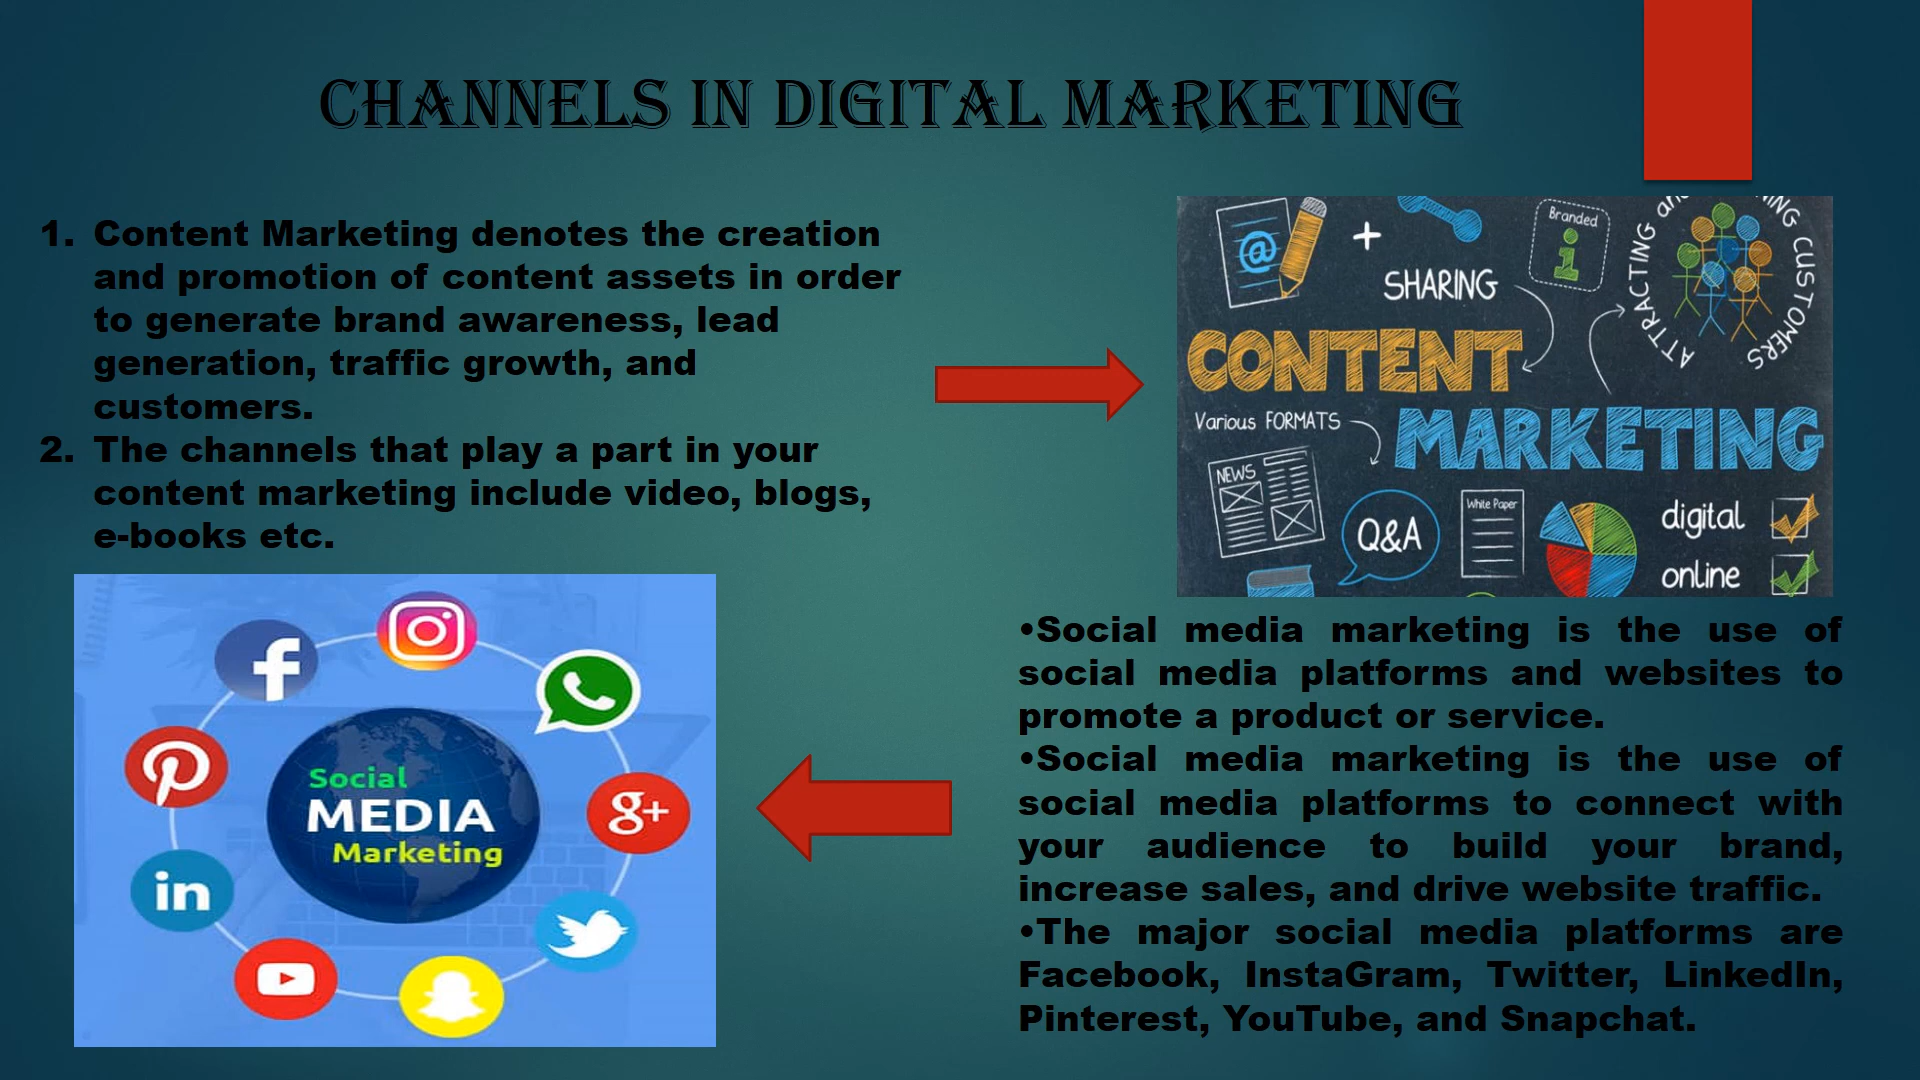 CHANNELS IN DIGITAL MARKETING
1. Content Marketing denotes the creation
and promotion of content assets in order
to generate brand awareness, lead
generation, traffic growth, and
customers.
2. The channels that play a part in your
content marketing include video, blogs,
e-books etc.
@
+
SHARING
Branded
i
ATTRACTING and
ING CUSTOMERS
CONTENT
Various FORMATS
MARKETING
NEWS
Q&A
White Paper
digital
online
Social
MEDIA
Marketing
f
g+
in
•Social media marketing is the use of
social media platforms and websites to
promote a product or service.
•Social media marketing is the use of
social media platforms to connect with
your audience to build your brand,
increase sales, and drive website traffic.
•The major social media platforms are
Facebook, InstaGram, Twitter, LinkedIn,
Pinterest, YouTube, and Snapchat.